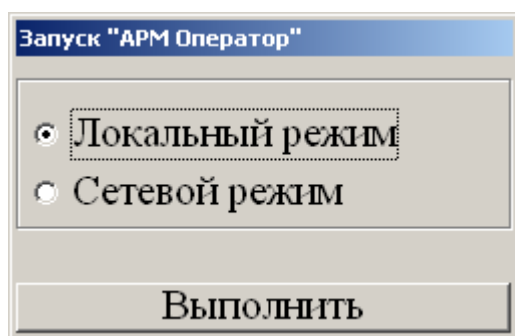 Запуск "АРМ Оператор"
Локальный режим
Сетевой режим
Выполнить